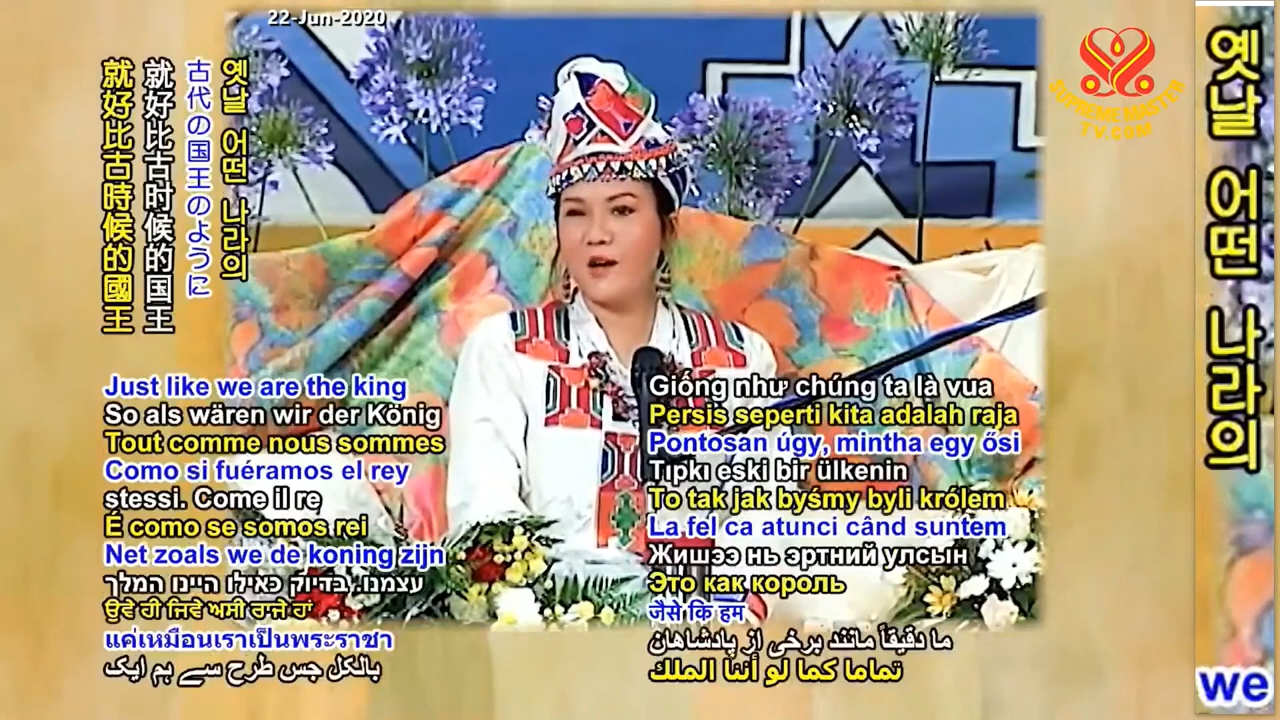 22-Jun-2020
SUPREME MASTER
TV.COM
옛날 어떤 나라의
古代の国王のように
就好比古时候的国王
就好比古時候的國王
Just like we are the king
So als wären wir der König
Tout comme nous sommes
Como si fuéramos el rey
stessi. Come il re
É como se somos rei
Net zoals we de koning zijn
עצמנו. בדיוק כאילו היינו המלך
ਉਵੇ ਹੀ ਜਿਵੇ ਅਸੀ ਰਾਜੇ ਹਾਂ
แค่เหมือนเราเป็นพระราชา
بالکل جس طرح سے ہم ایک
Giống như chúng ta là vua
Persis seperti kita adalah raja
Pontosan úgy, mintha egy ősi
Tıpkı eski bir ülkenin
To tak jak byśmy byli królem
La fel ca atunci când suntem
Жишээ нь эртний улсын
Это как король
जैसे कि हम
ما دقیقاً مانند برخی از پادشاهان
تماما كما لو أننا الملك
옛날 어떤 나라의
we